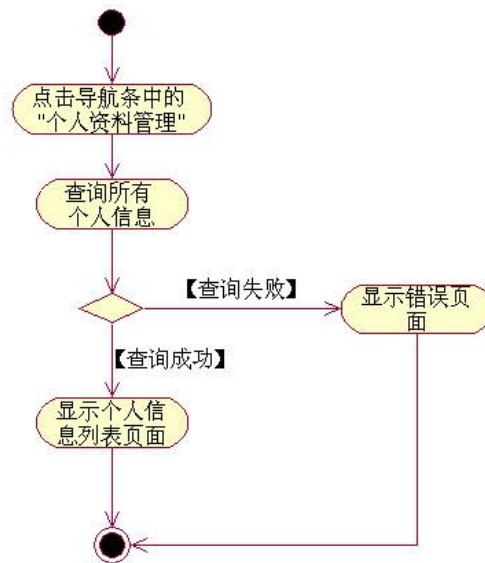 点击导航条中的
"个人资料管理"
查询所有
个人信息
【查询失败】
显示错误页
面
【查询成功】
显示个人信
息列表页面